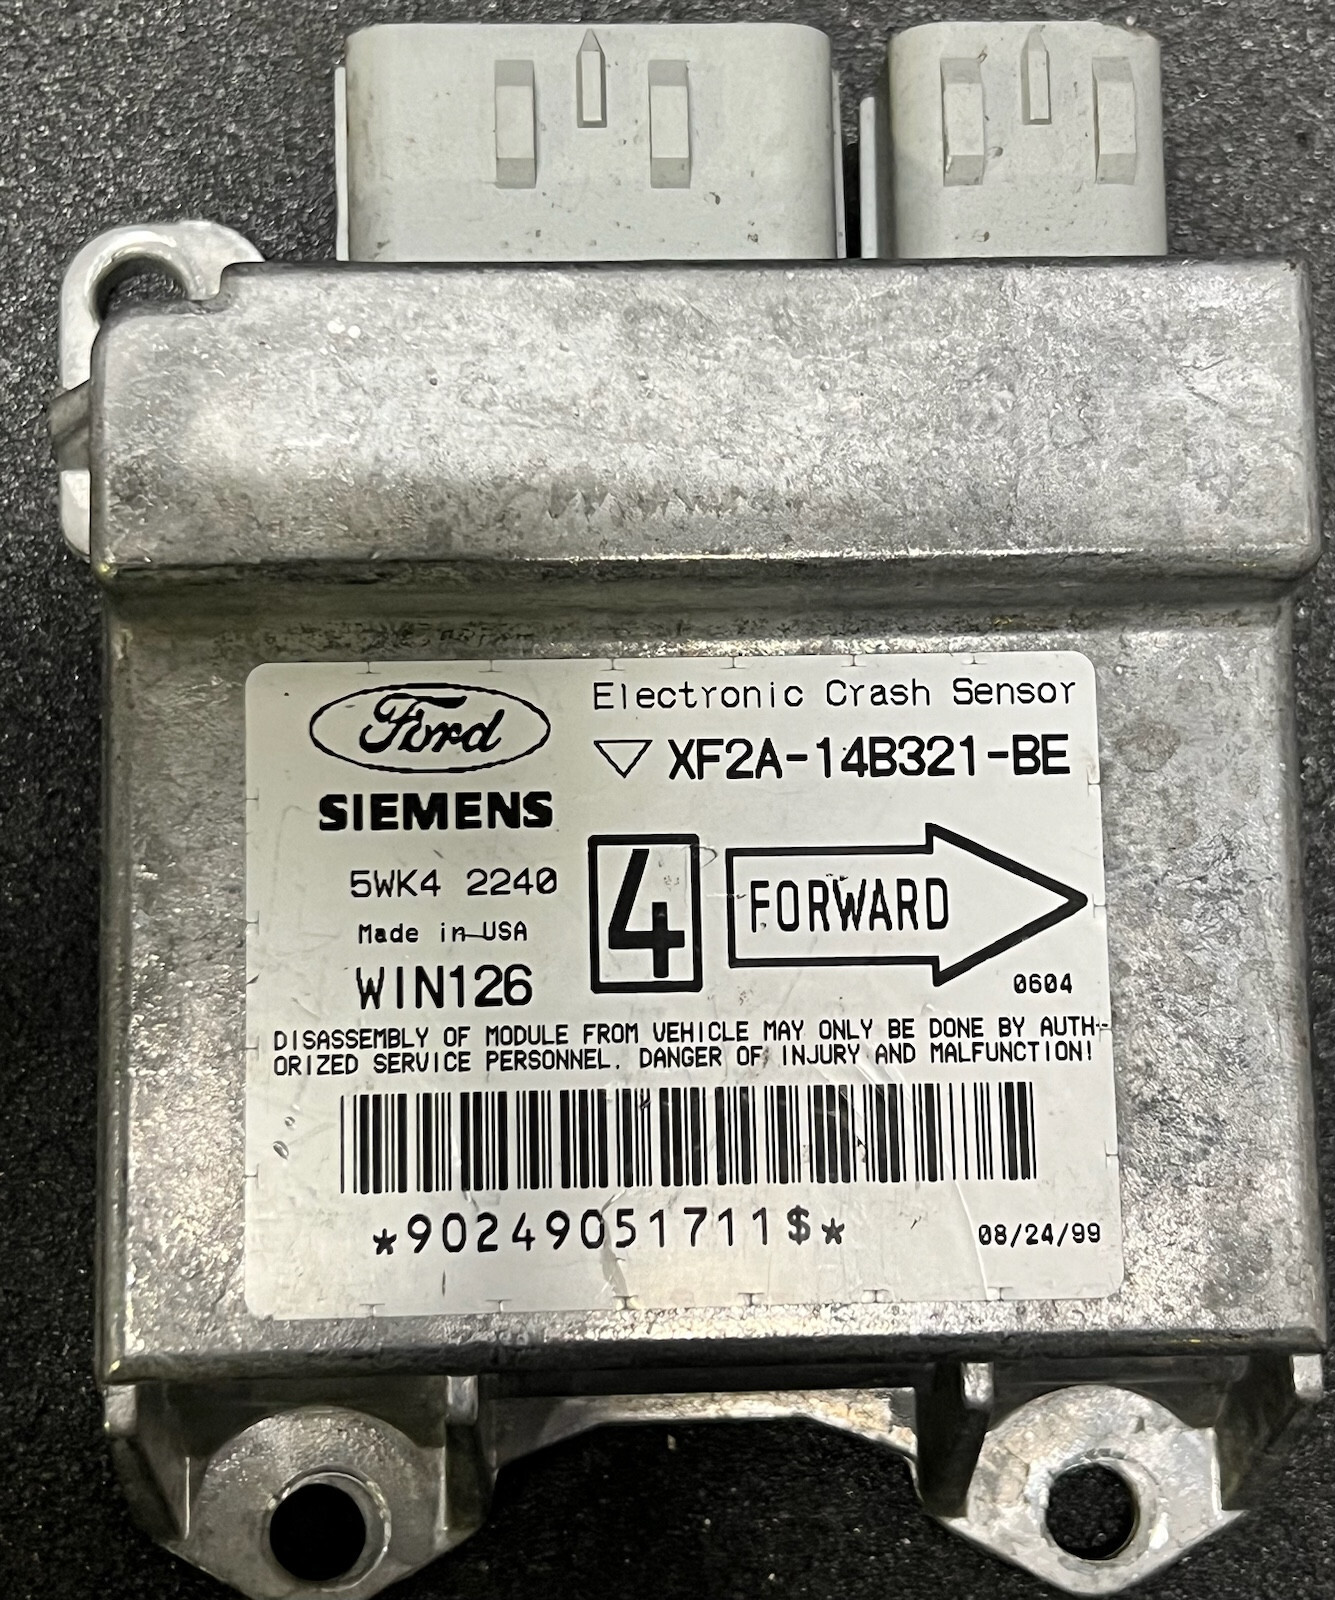 Ford
Electronic Crash Sensor
XF2A-14B321-BE
SIEMENS
5WK4 2240
Made in USA
WIN126
4
FORWARD
0604
DISASSEMBLY OF MODULE FROM VEHICLE MAY ONLY BE DONE BY AUTH-
ORIZED SERVICE PERSONNEL. DANGER OF INJURY AND MALFUNCTION!
*90249051711$*
08/24/99